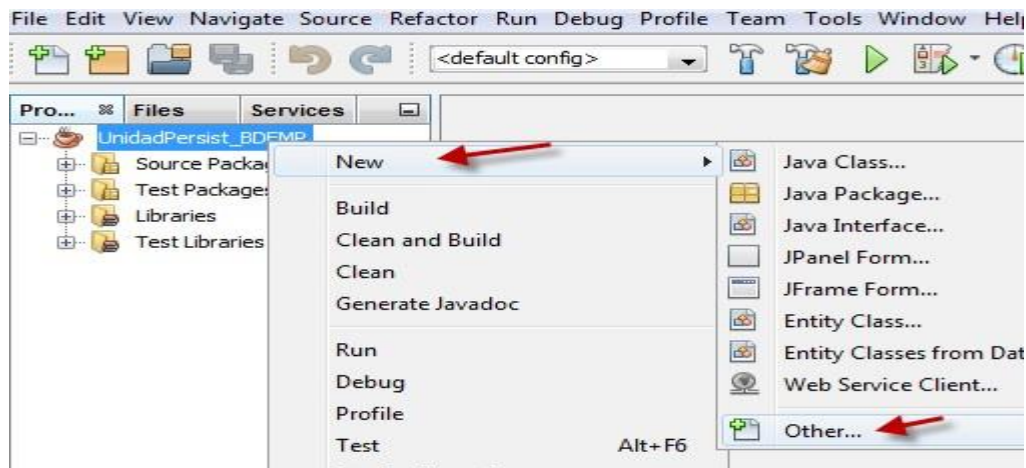 File Edit View Navigate Source Refactor Run Debug Profile Team Tools Window Help
<default config>
Pro... Files Services
UnidadPersist_BDEMP
Source Packa
Test Packages
Libraries
Test Libraries
New
Build
Clean and Build
Clean
Generate Javadoc
Run
Debug
Profile
Test Alt+F6
Java Class...
Java Package...
Java Interface...
JPanel Form...
JFrame Form...
Entity Class...
Entity Classes from Dat
Web Service Client...
Other...